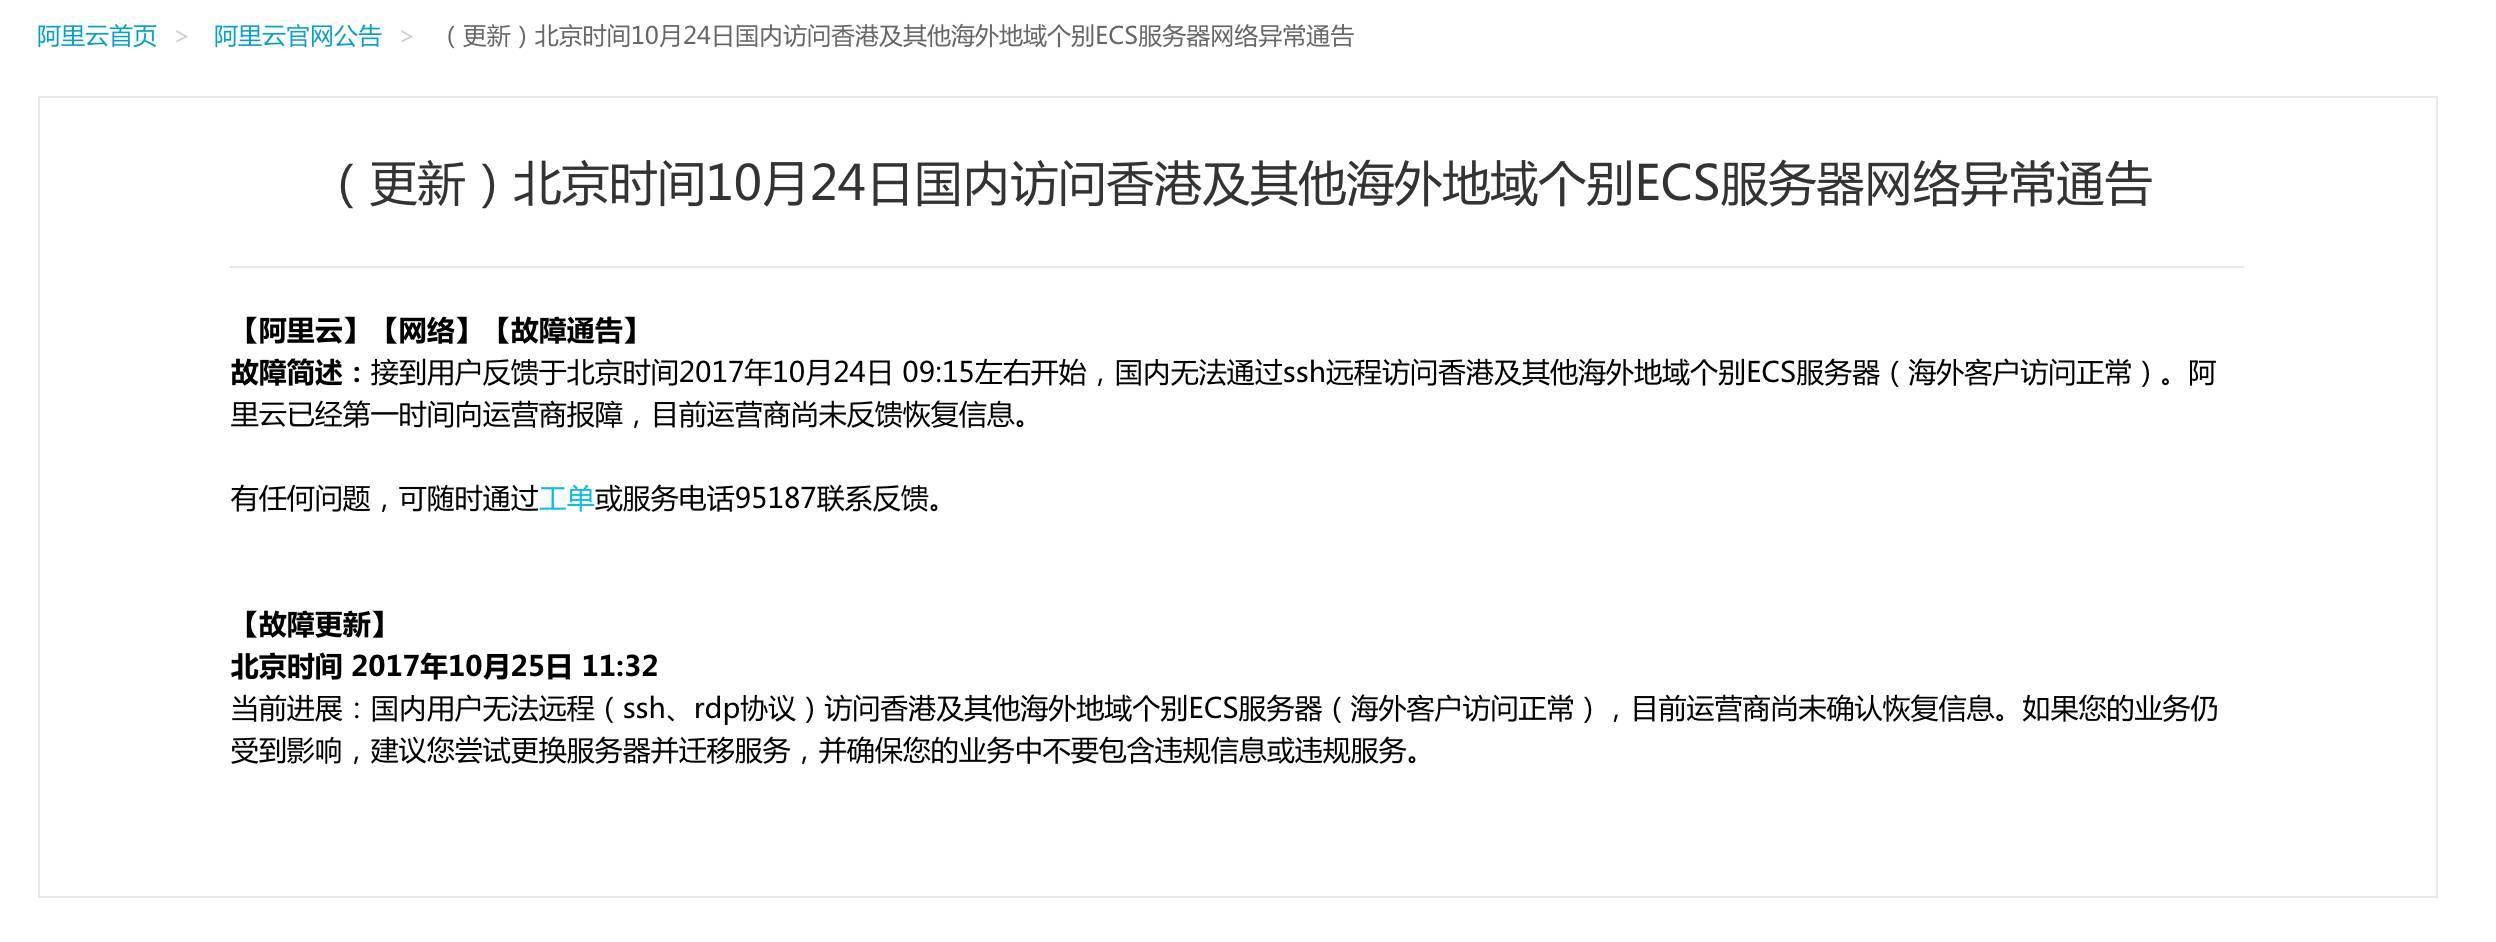 阿里云首页 > 阿里云官网公告 > （更新）北京时间10月24日国内访问香港及其他海外地域个别ECS服务器网络异常通告
（更新）北京时间10月24日国内访问香港及其他海外地域个别ECS服务器网络异常通告
【阿里云】【网络】【故障通告】
故障简述：接到用户反馈于北京时间2017年10月24日 09:15左右开始，国内无法通过ssh远程访问香港及其他海外地域个别ECS服务器（海外客户访问正常）。阿
里云已经第一时间向运营商报障，目前运营商尚未反馈恢复信息。
有任何问题，可随时通过工单或服务电话95187联系反馈。
【故障更新】
北京时间 2017年10月25日 11:32
当前进展：国内用户无法远程（ssh、rdp协议）访问香港及其他海外地域个别ECS服务器（海外客户访问正常），目前运营商尚未确认恢复信息。如果您的业务仍
受到影响，建议您尝试更换服务器并迁移服务，并确保您的业务中不要包含违规信息或违规服务。